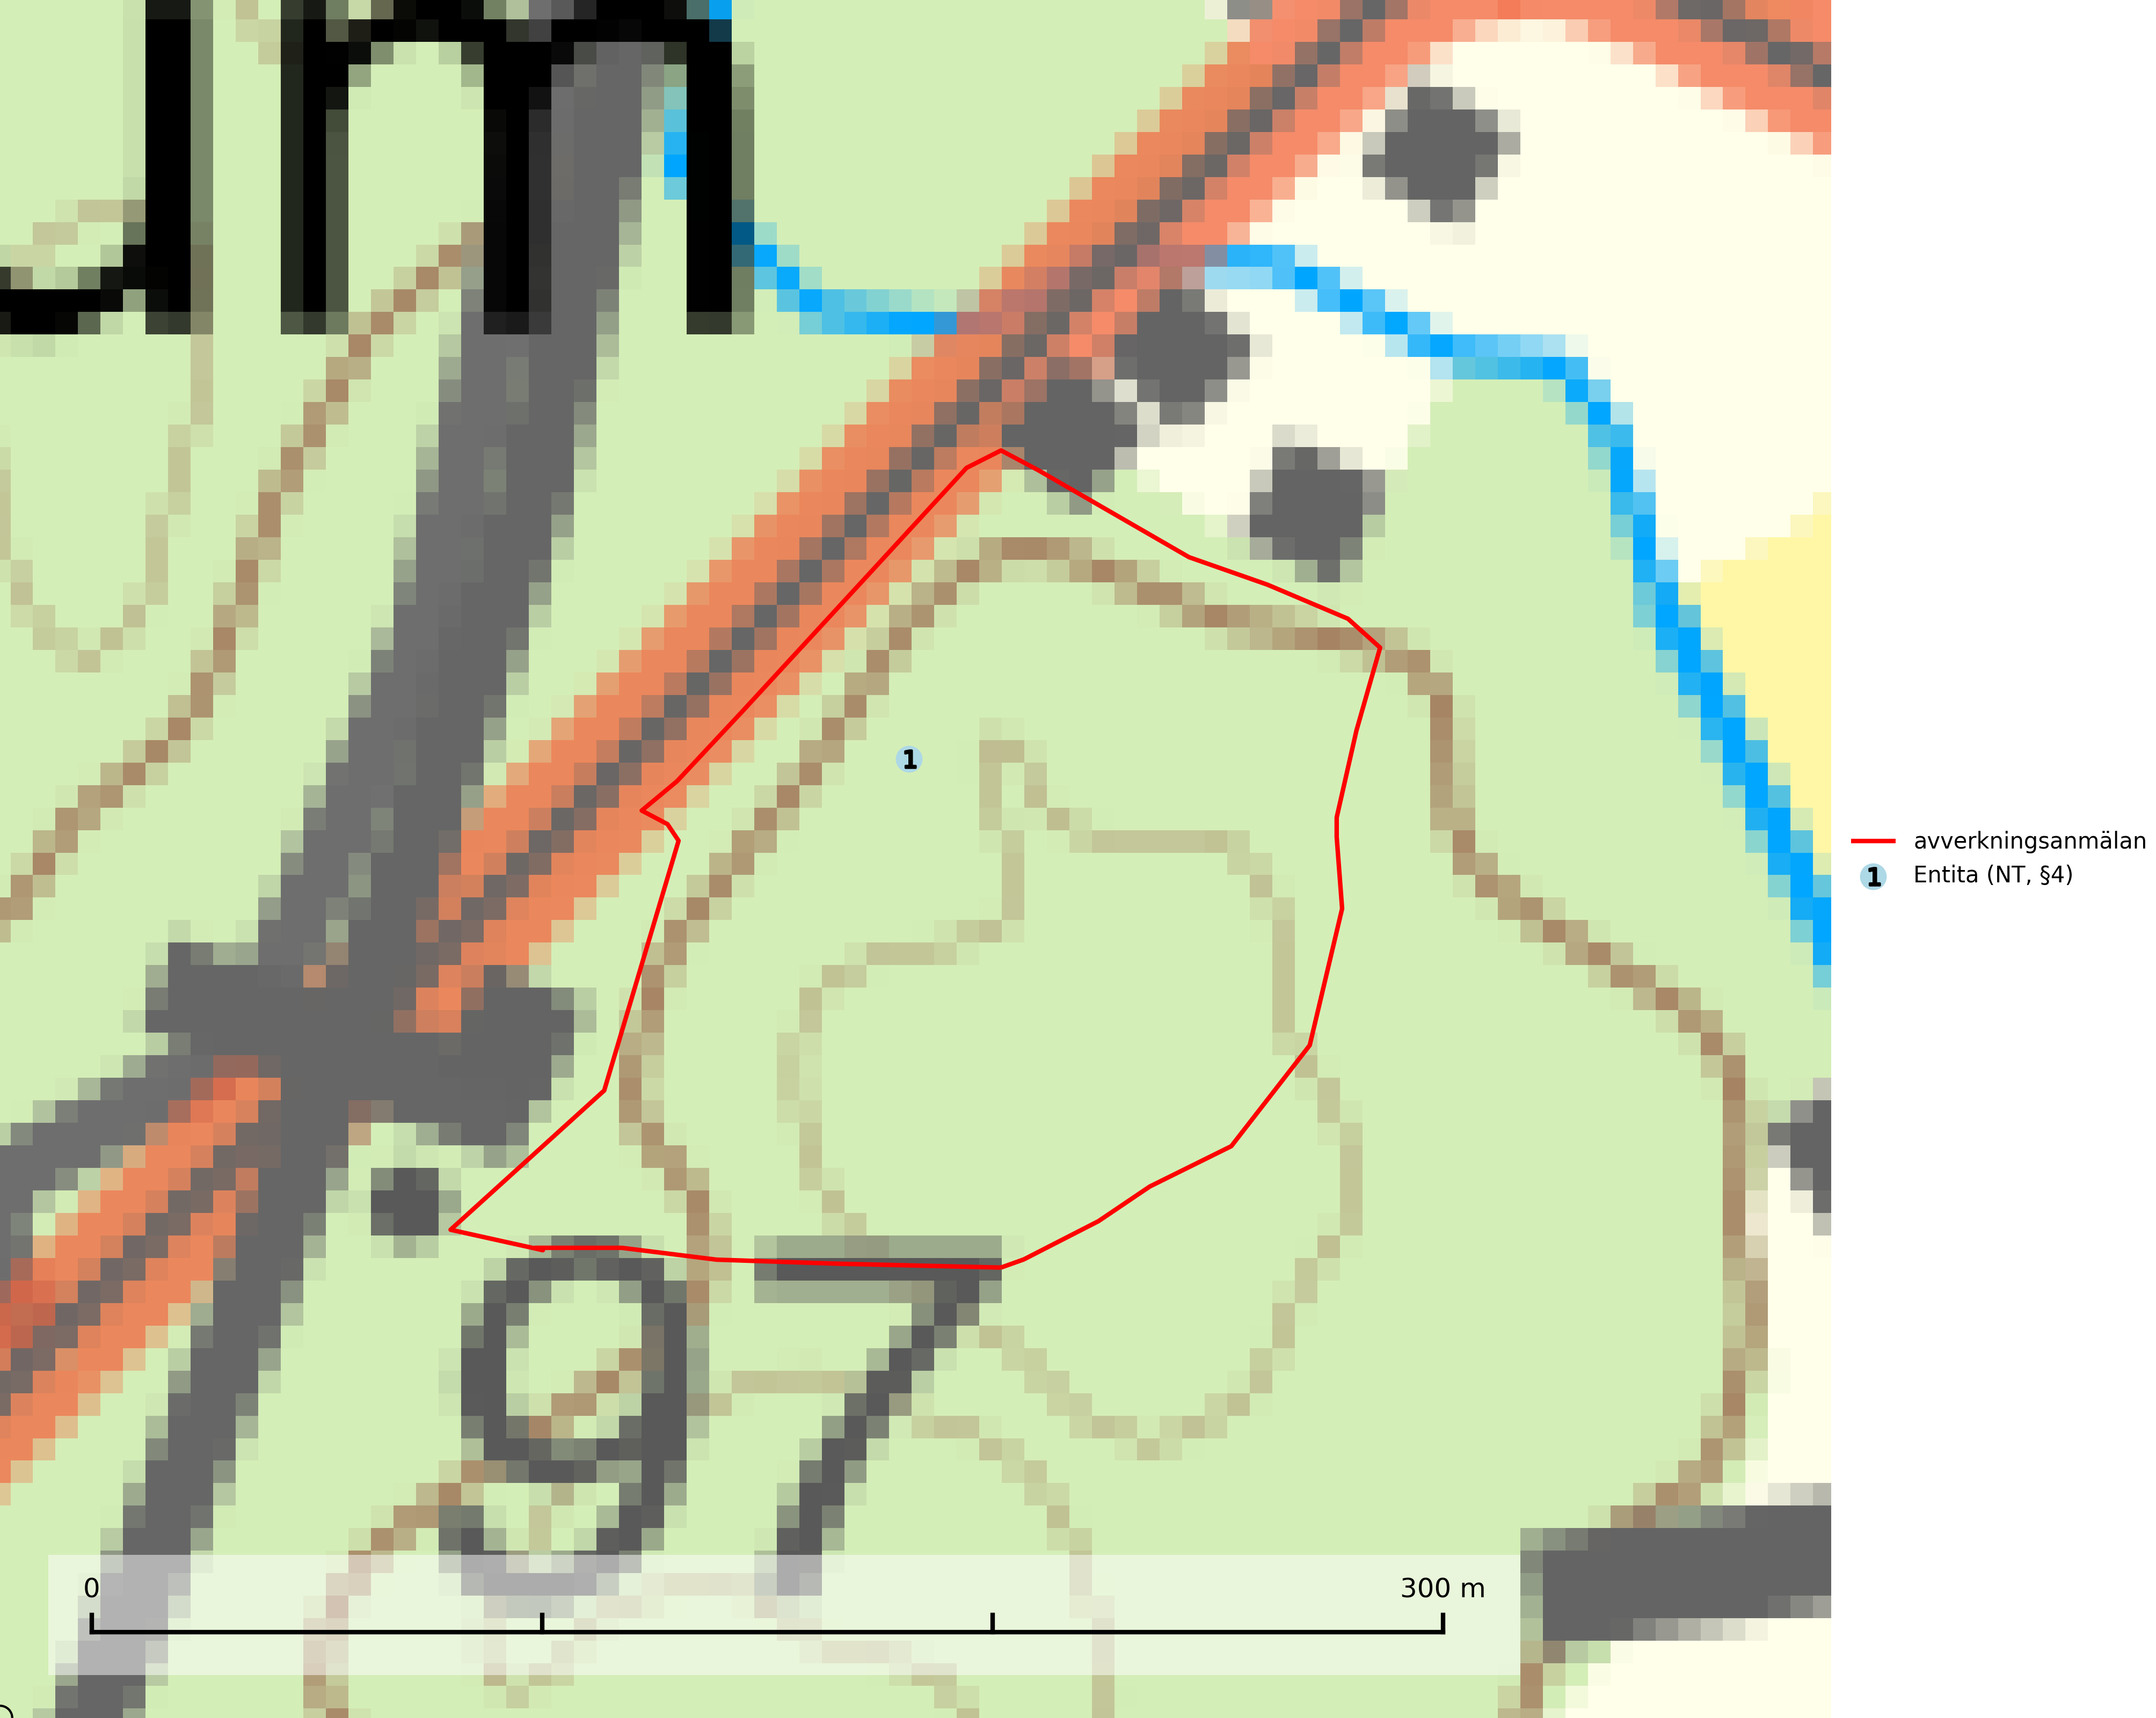 1
avverkningsanmälan
1 Entita (NT, §4)
0 300 m